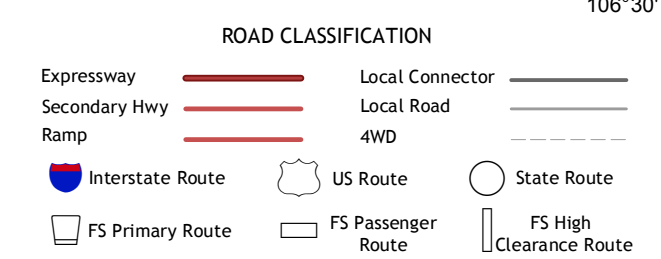 106°30'
ROAD CLASSIFICATION
Expressway
Local Connector
Secondary Hwy
Local Road
Ramp
4WD
Interstate Route
US Route
State Route
FS Primary Route
FS Passenger
Route
FS High
Clearance Route